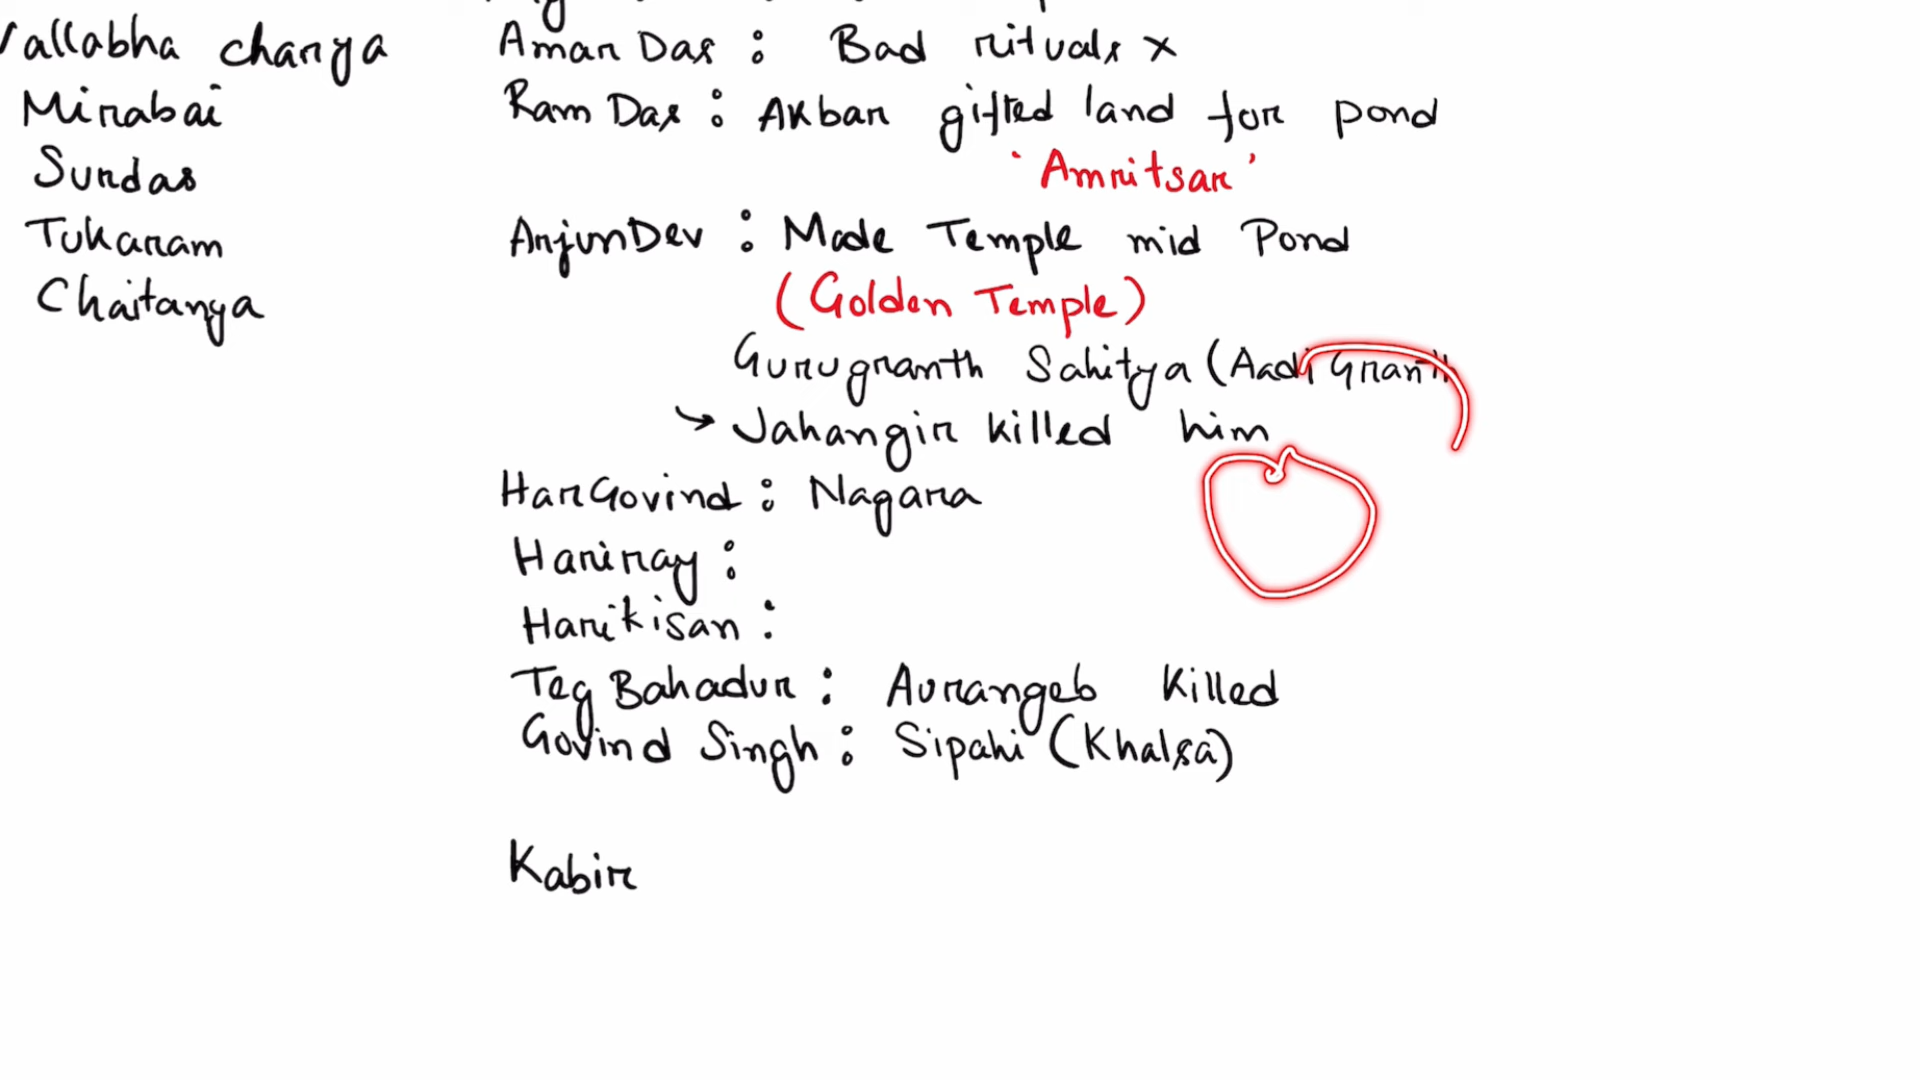 Vallabha charya
Mirabai
Surdas
Tukaram
Chaitanya
Amar Das : Bad rituals x
Ram Das : Akbar gifted land for pond
'Amritsar'
ArjunDev : Made Temple mid Pond
(Golden Temple)
Gurugranth Sahitya (Aadi Granth
→ Jahangir killed him
HarGovind : Nagara
Hariray :
Harikisan :
Teg Bahadur : Aurangeb Killed
Govind Singh : Sipahi (Khalsa)
Kabir